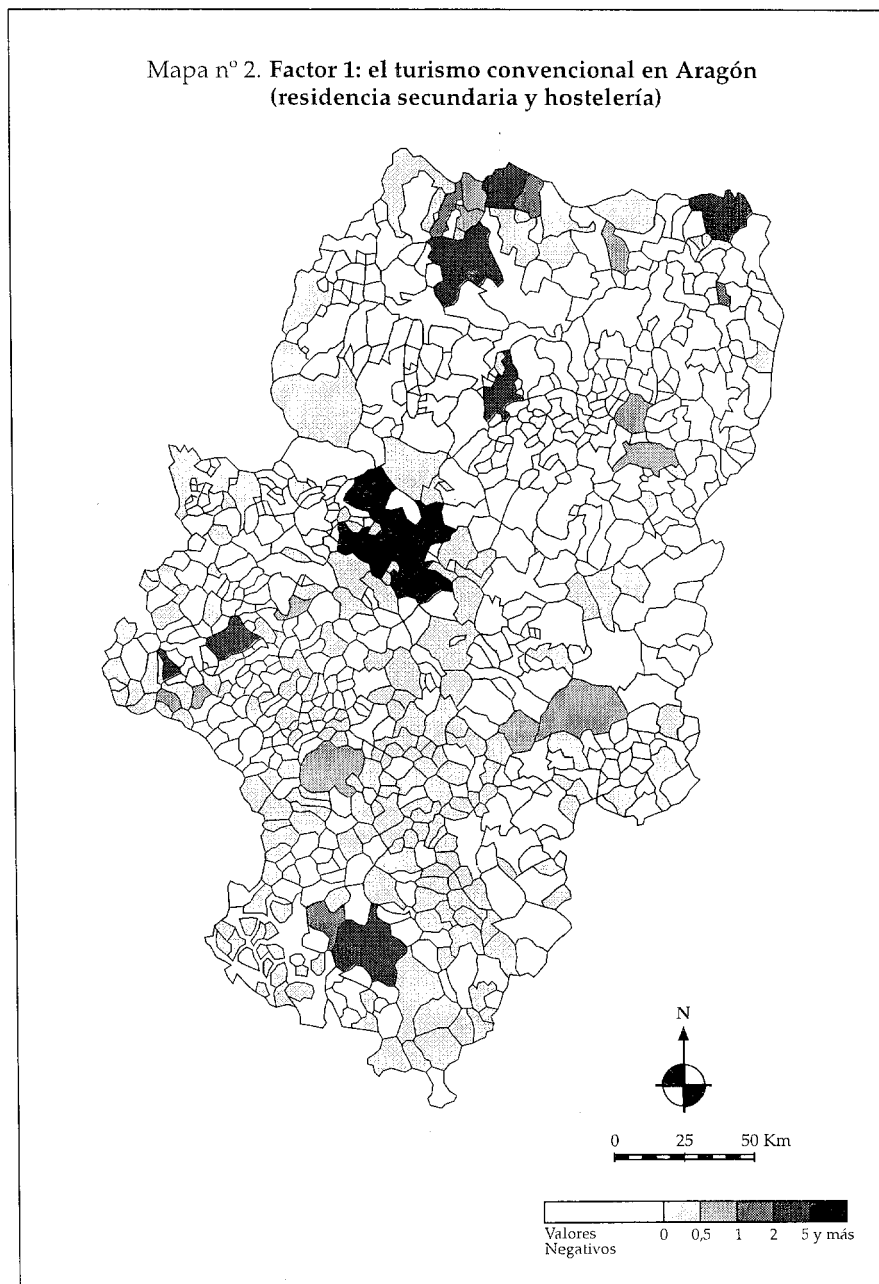 Mapa nº 2. Factor 1: el turismo convencional en Aragón
(residencia secundaria y hostelería)
N
0 25 50 Km
Valores 0 0,5 1 2 5 y más
Negativos